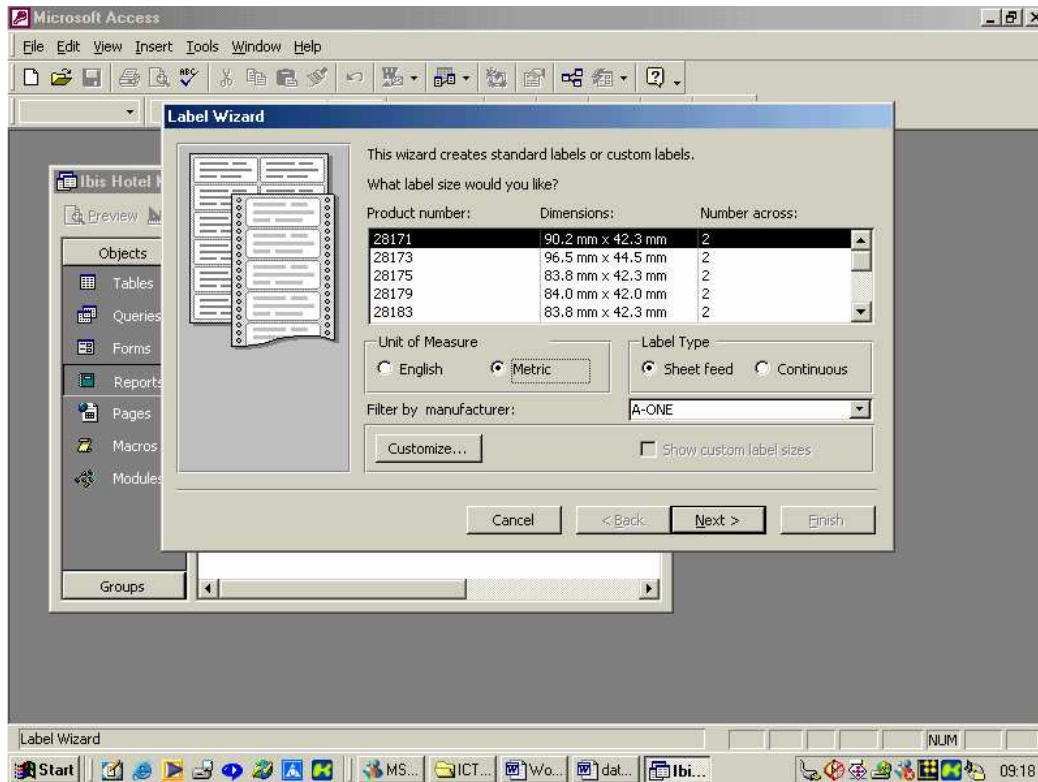 Microsoft Access
File Edit View Insert Tools Window Help
Label Wizard
This wizard creates standard labels or custom labels.
What label size would you like?
Product number: Dimensions: Number across:
28171 90.2 mm x 42.3 mm 2
28173 96.5 mm x 44.5 mm 2
28175 83.8 mm x 42.3 mm 2
28179 84.0 mm x 42.0 mm 2
28183 83.8 mm x 42.3 mm 2
Unit of Measure
English Metric
Label Type
Sheet feed Continuous
Filter by manufacturer: A-ONE
Customize... Show custom label sizes
Cancel < Back Next > Finish
Ibis Hotel
Preview
Objects
Tables
Queries
Forms
Reports
Pages
Macros
Modules
Groups
Label Wizard NUM
Start MS... ICT... Wo... dat... Ibi... 09:18